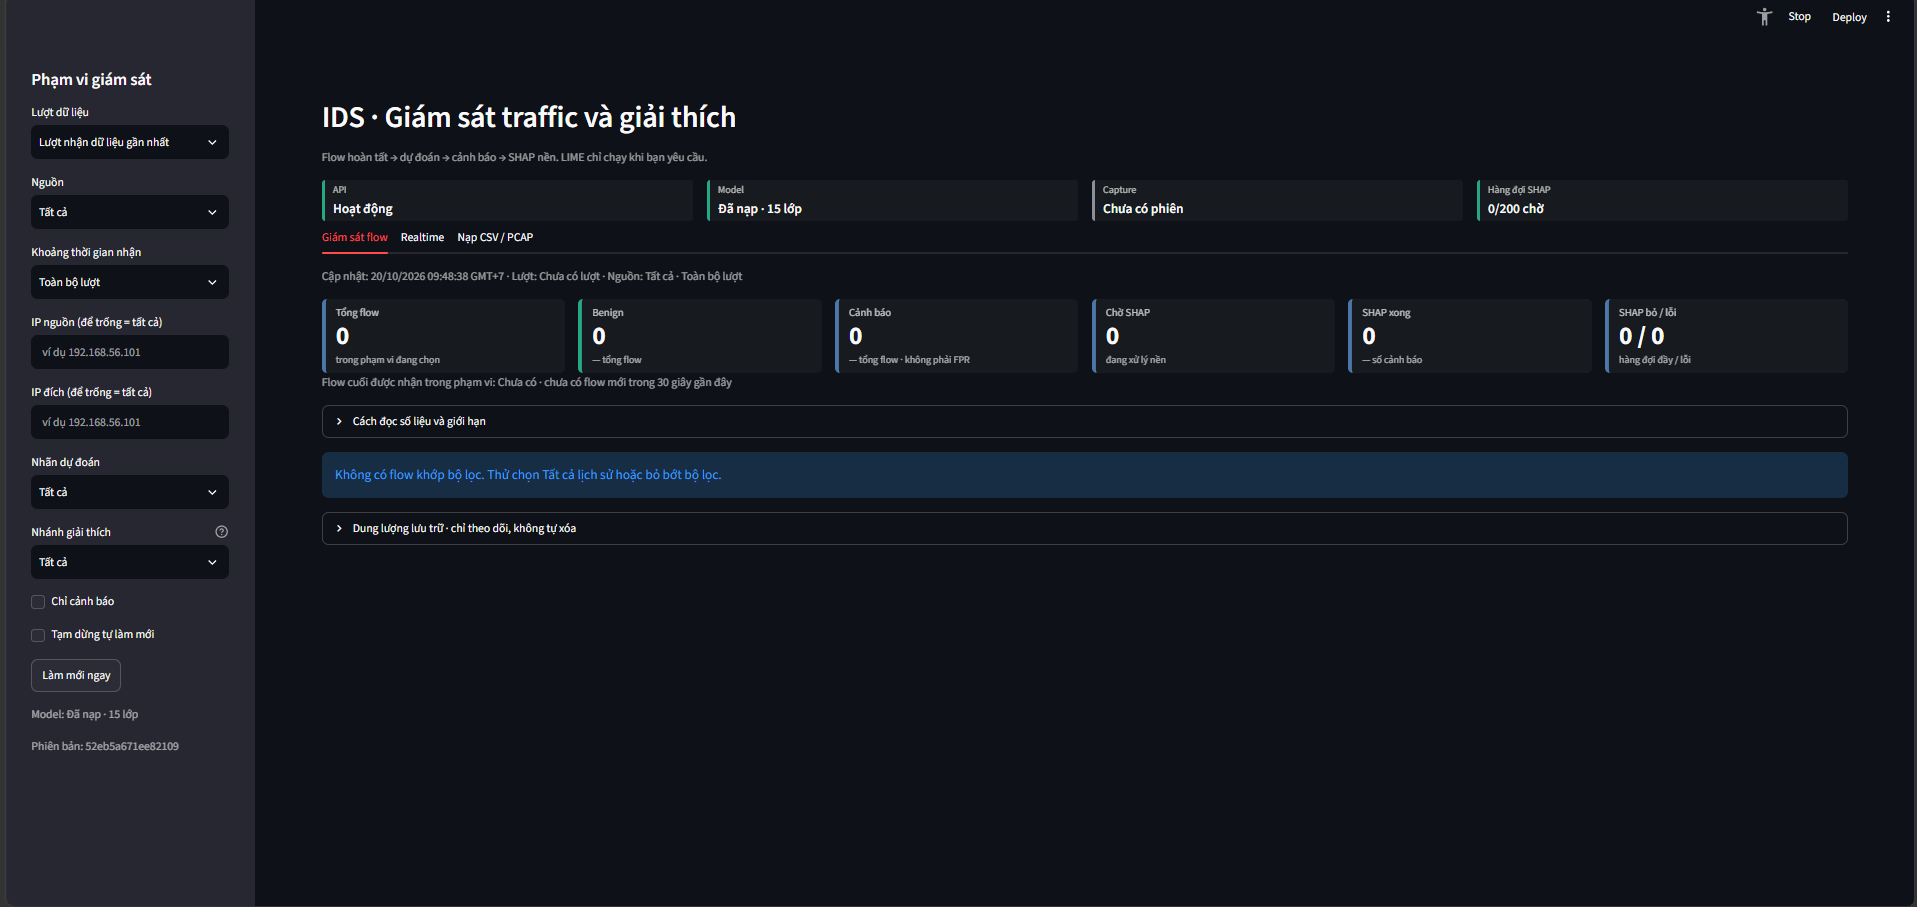 Stop
Deploy
Phạm vi giám sát
Lượt dữ liệu
Lượt nhận dữ liệu gần nhất
Nguồn
Tất cả
Khoảng thời gian nhận
Toàn bộ lượt
IP nguồn (để trống = tất cả)
ví dụ 192.168.56.101
IP đích (để trống = tất cả)
ví dụ 192.168.56.101
Nhãn dự đoán
Tất cả
Nhánh giải thích
Tất cả
Chỉ cảnh báo
Tạm dừng tự làm mới
Làm mới ngay
Model: Đã nạp · 15 lớp
Phiên bản: 52eb5a671ee82109
IDS · Giám sát traffic và giải thích
Flow hoàn tất → dự đoán → cảnh báo → SHAP nền. LIME chỉ chạy khi bạn yêu cầu.
API
Hoạt động
Model
Đã nạp · 15 lớp
Capture
Chưa có phiên
Hàng đợi SHAP
0/200 chờ
Giám sát flow
Realtime
Nạp CSV / PCAP
Cập nhật: 20/10/2026 09:48:38 GMT+7 · Lượt: Chưa có lượt · Nguồn: Tất cả · Toàn bộ lượt
Tổng flow
0
trong phạm vi đang chọn
Benign
0
— tổng flow
Cảnh báo
0
— tổng flow · không phải FPR
Chờ SHAP
0
đang xử lý nền
SHAP xong
0
— số cảnh báo
SHAP bỏ / lỗi
0 / 0
hàng đợi đầy / lỗi
Flow cuối được nhận trong phạm vi: Chưa có · chưa có flow mới trong 30 giây gần đây
Cách đọc số liệu và giới hạn
Không có flow khớp bộ lọc. Thử chọn Tất cả lịch sử hoặc bỏ bớt bộ lọc.
Dung lượng lưu trữ · chỉ theo dõi, không tự xóa